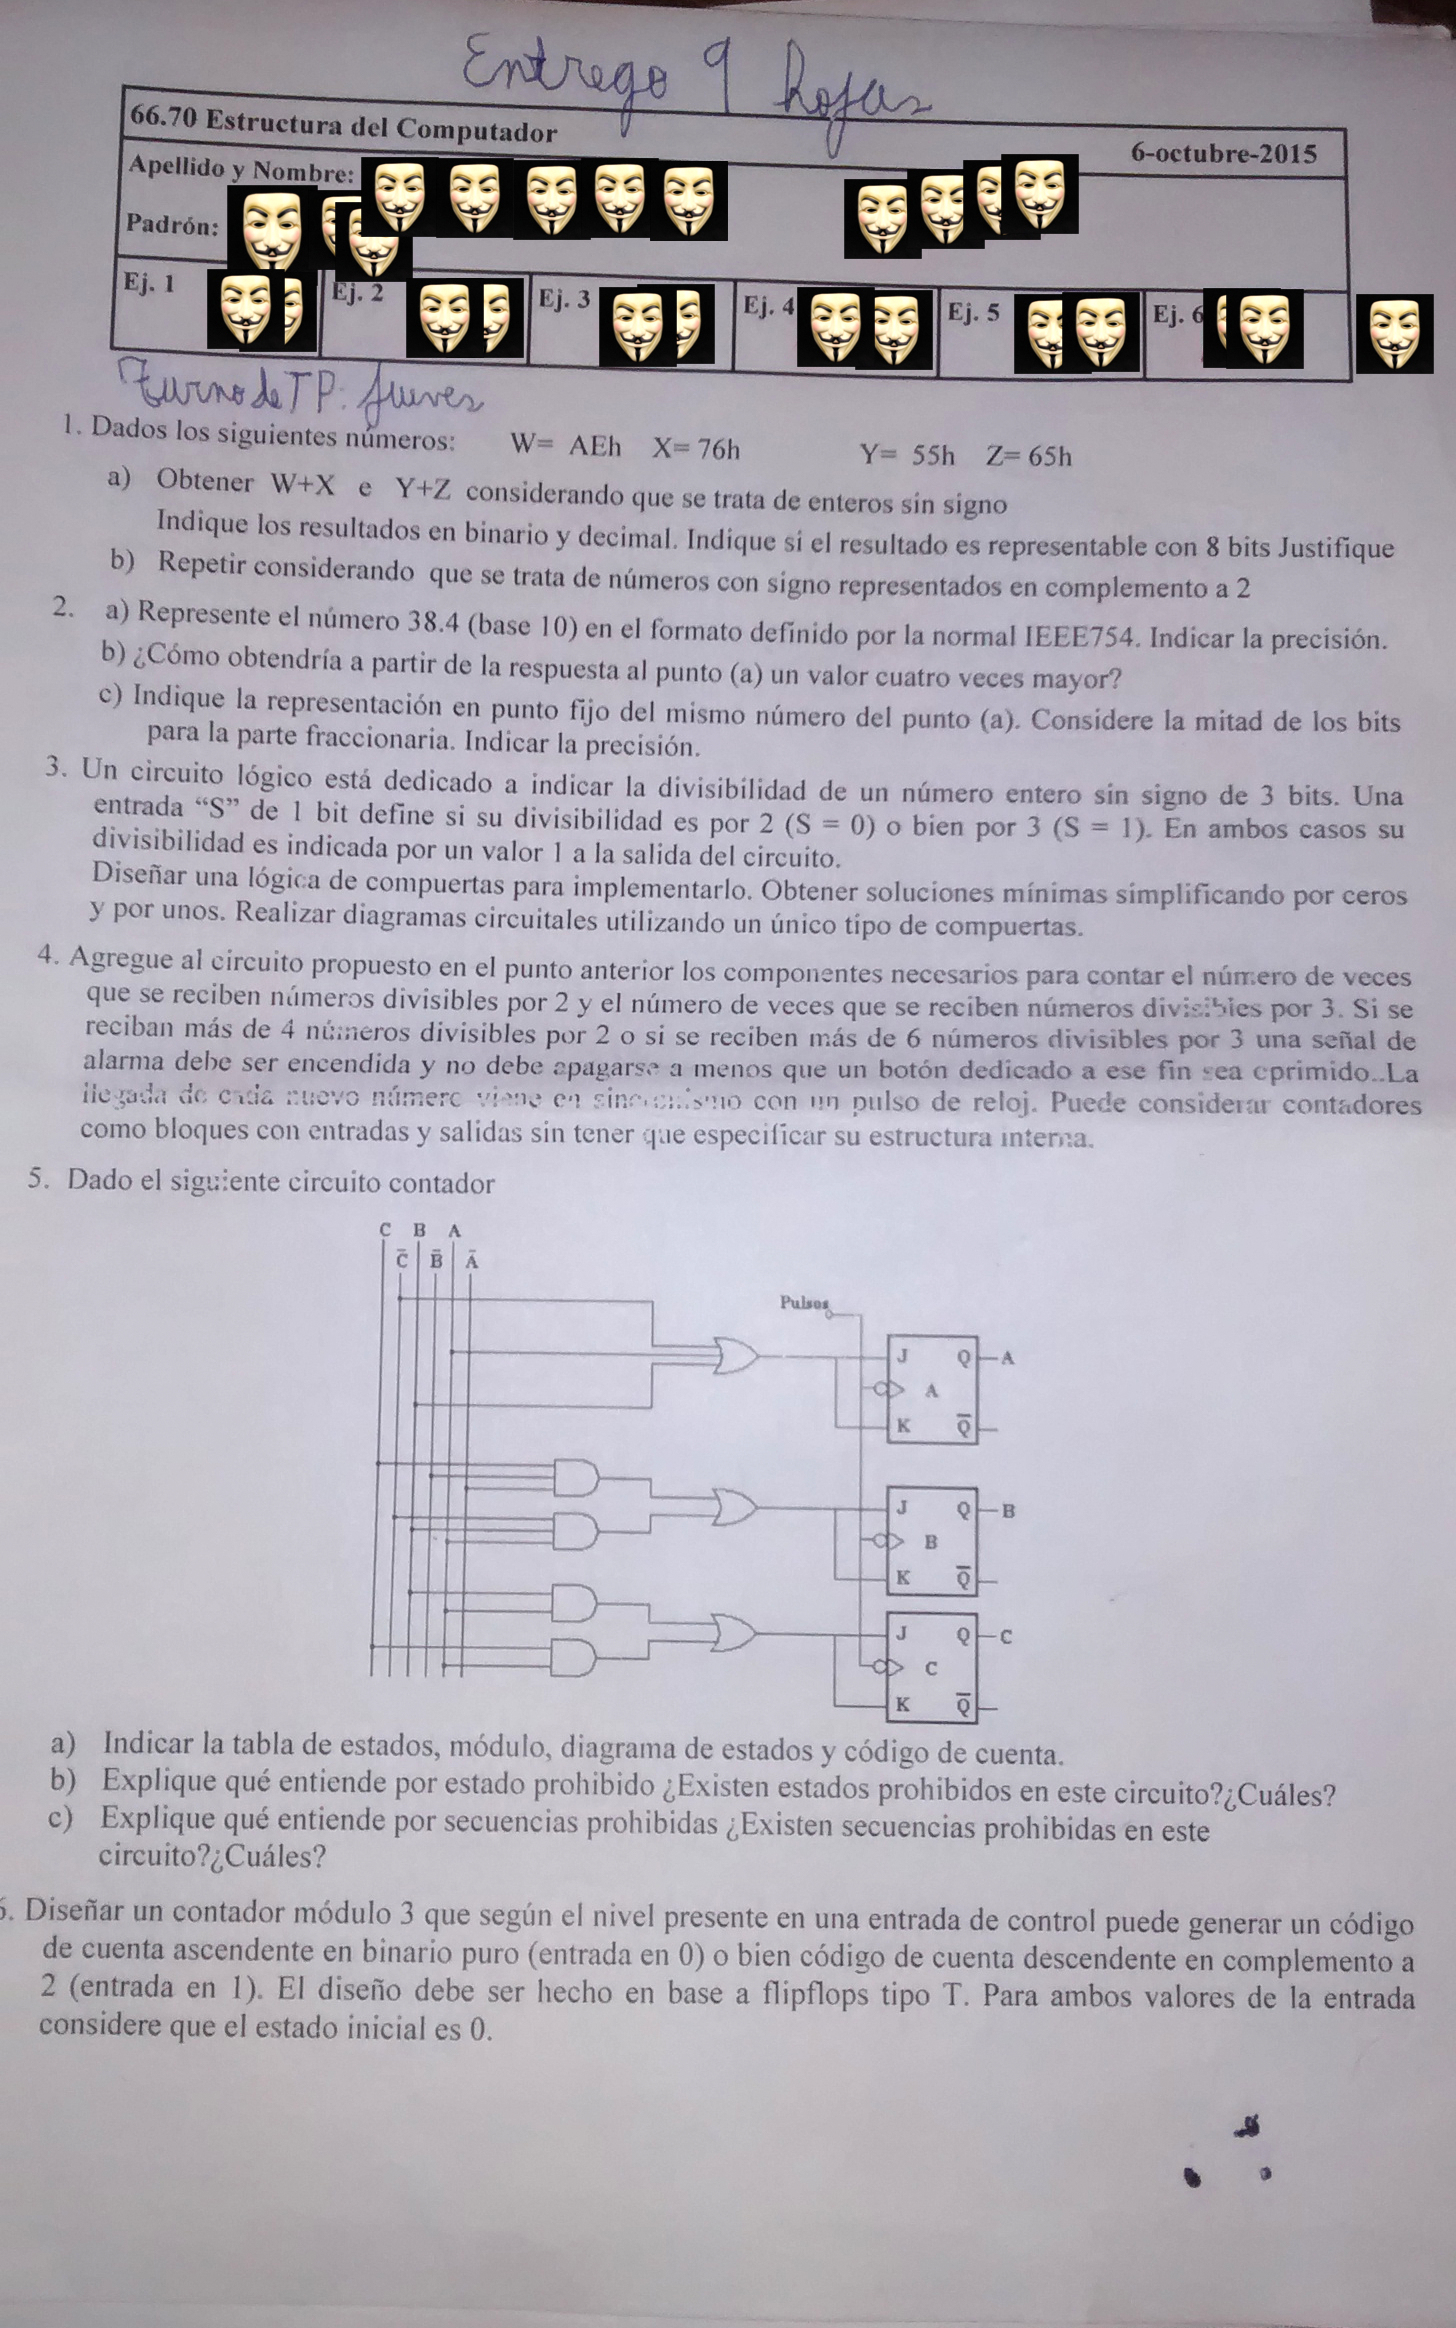 Entrego 9 hojas
66.70 Estructura del Computador
6-octubre-2015
Apellido y Nombre:
Padrón:
Ej. 1 Ej. 2 Ej. 3 Ej. 4 Ej. 5 Ej. 6
Turno de TP: Jueves
1. Dados los siguientes números: W= AEh X= 76h Y= 55h Z= 65h
a) Obtener W+X e Y+Z considerando que se trata de enteros sin signo
Indique los resultados en binario y decimal. Indique si el resultado es representable con 8 bits Justifique
b) Repetir considerando que se trata de números con signo representados en complemento a 2
2. a) Represente el número 38.4 (base 10) en el formato definido por la normal IEEE754. Indicar la precisión.
b) ¿Cómo obtendría a partir de la respuesta al punto (a) un valor cuatro veces mayor?
c) Indique la representación en punto fijo del mismo número del punto (a). Considere la mitad de los bits
para la parte fraccionaria. Indicar la precisión.
3. Un circuito lógico está dedicado a indicar la divisibilidad de un número entero sin signo de 3 bits. Una
entrada “S” de 1 bit define si su divisibilidad es por 2 (S = 0) o bien por 3 (S = 1). En ambos casos su
divisibilidad es indicada por un valor 1 a la salida del circuito.
Diseñar una lógica de compuertas para implementarlo. Obtener soluciones mínimas simplificando por ceros
y por unos. Realizar diagramas circuitales utilizando un único tipo de compuertas.
4. Agregue al circuito propuesto en el punto anterior los componentes necesarios para contar el número de veces
que se reciben números divisibles por 2 y el número de veces que se reciben números divisibles por 3. Si se
reciban más de 4 números divisibles por 2 o si se reciben más de 6 números divisibles por 3 una señal de
alarma debe ser encendida y no debe apagarse a menos que un botón dedicado a ese fin sea oprimido..La
llegada de cada nuevo número viene en sincronismo con un pulso de reloj. Puede considerar contadores
como bloques con entradas y salidas sin tener que especificar su estructura interna.
5. Dado el siguiente circuito contador
C B A
C̄ B̄ Ā
Pulsos
J Q A
A
K Q̄
J Q B
B
K Q̄
J Q C
C
K Q̄
a) Indicar la tabla de estados, módulo, diagrama de estados y código de cuenta.
b) Explique qué entiende por estado prohibido ¿Existen estados prohibidos en este circuito?¿Cuáles?
c) Explique qué entiende por secuencias prohibidas ¿Existen secuencias prohibidas en este
circuito?¿Cuáles?
6. Diseñar un contador módulo 3 que según el nivel presente en una entrada de control puede generar un código
de cuenta ascendente en binario puro (entrada en 0) o bien código de cuenta descendente en complemento a
2 (entrada en 1). El diseño debe ser hecho en base a flipflops tipo T. Para ambos valores de la entrada
considere que el estado inicial es 0.